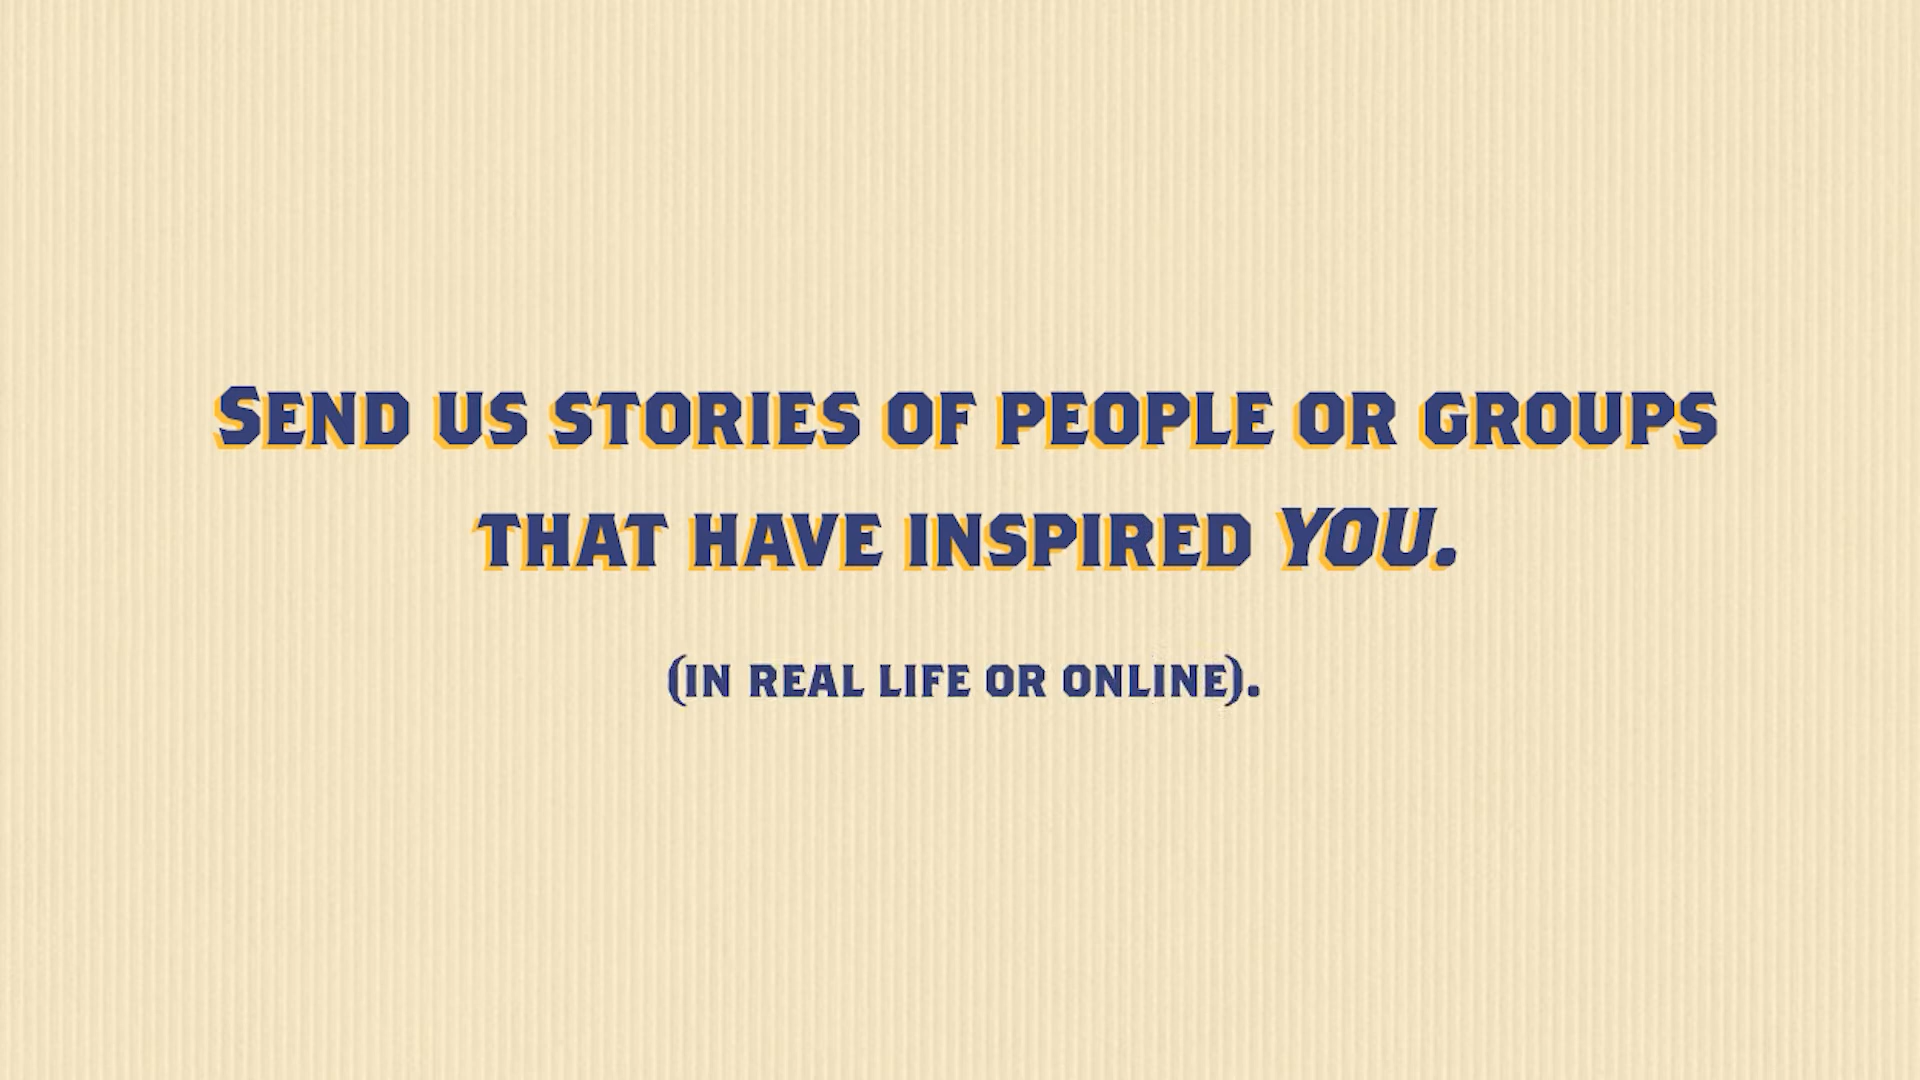 Send us stories of people or groups
that have inspired YOU.
(in real life or online).